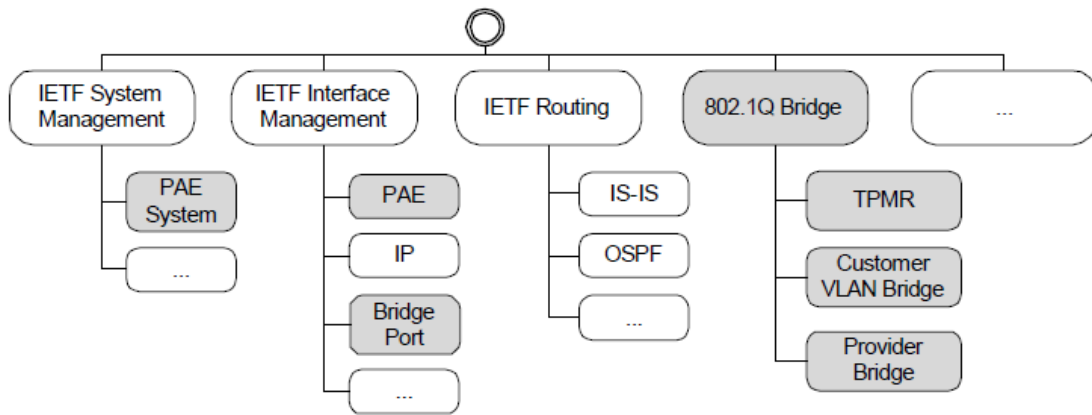 IETF System
Management
IETF Interface
Management
IETF Routing
802.1Q Bridge
...
PAE
System
...
PAE
IP
Bridge
Port
...
IS-IS
OSPF
...
TPMR
Customer
VLAN Bridge
Provider
Bridge